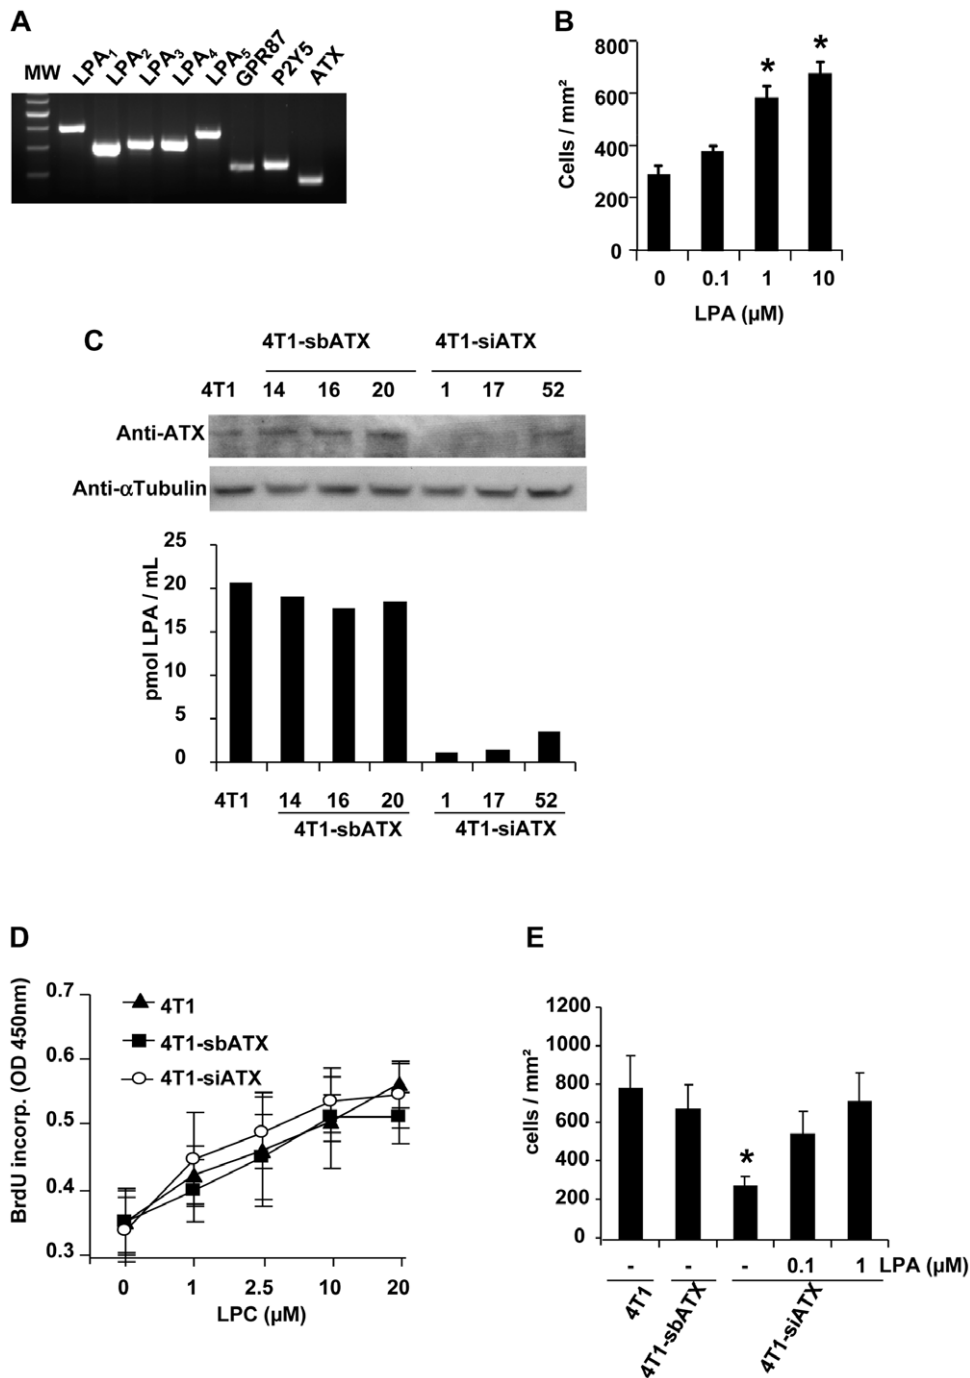 A
MW LPA1 LPA2 LPA3 LPA4 LPA5 GPR87 P2Y5 ATX
B
800
600
400
200
0
Cells / mm²
0 0.1 1 10
LPA (µM)
* *
C
4T1-sbATX 4T1-siATX
4T1 14 16 20 1 17 52
Anti-ATX
Anti-αTubulin
25
20
15
10
5
0
pmol LPA / mL
4T1 14 16 20 1 17 52
4T1-sbATX 4T1-siATX
D
0.7
0.6
0.5
0.4
0.3
BrdU incorp. (OD 450nm)
4T1
4T1-sbATX
4T1-siATX
0 1 2.5 10 20
LPC (µM)
E
1200
1000
800
600
400
200
0
cells / mm²
*
- - - 0.1 1 LPA (µM)
4T1 4T1-sbATX 4T1-siATX